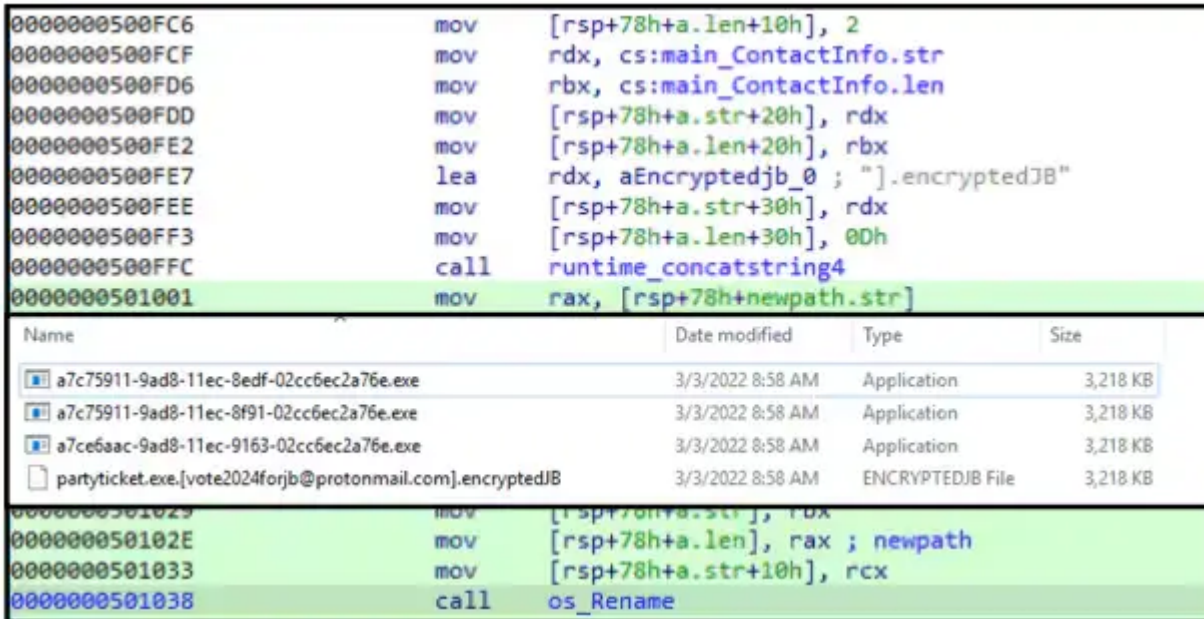 0000000500FC6 mov [rsp+78h+a.len+10h], 2
0000000500FCF mov rdx, cs:main_ContactInfo.str
0000000500FD6 mov rbx, cs:main_ContactInfo.len
0000000500FDD mov [rsp+78h+a.str+20h], rdx
0000000500FE2 mov [rsp+78h+a.len+20h], rbx
0000000500FE7 lea rdx, aEncryptedjb_0 ; "].encryptedJB"
0000000500FEE mov [rsp+78h+a.str+30h], rdx
0000000500FF3 mov [rsp+78h+a.len+30h], 0Dh
0000000500FFC call runtime_concatstring4
0000000501001 mov rax, [rsp+78h+newpath.str]
Name Date modified Type Size
a7c75911-9ad8-11ec-8edf-02cc6ec2a76e.exe 3/3/2022 8:58 AM Application 3,218 KB
a7c75911-9ad8-11ec-8f91-02cc6ec2a76e.exe 3/3/2022 8:58 AM Application 3,218 KB
a7ce6aac-9ad8-11ec-9163-02cc6ec2a76e.exe 3/3/2022 8:58 AM Application 3,218 KB
partyticket.exe.[vote2024forjb@protonmail.com].encryptedJB 3/3/2022 8:58 AM ENCRYPTEDJB File 3,218 KB
0000000501029 mov [rsp+78h+a.str], rbx
000000050102E mov [rsp+78h+a.len], rax ; newpath
0000000501033 mov [rsp+78h+a.str+10h], rcx
0000000501038 call os_Rename